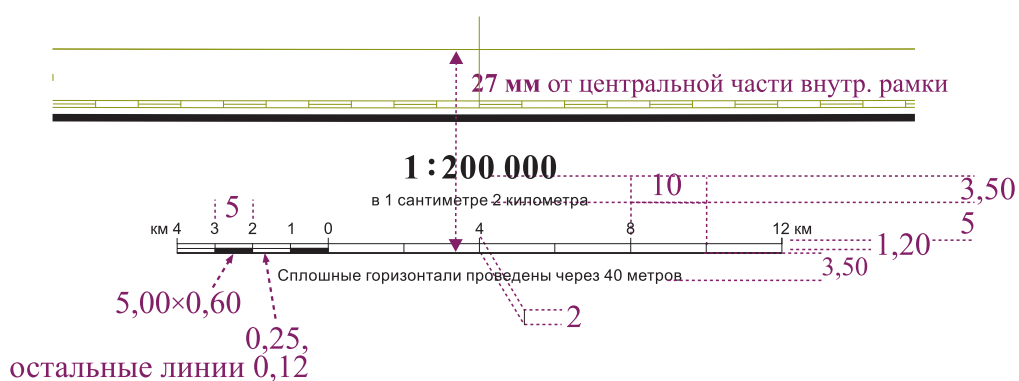 27 мм от центральной части внутр. рамки
1 : 200 000
10
3,50
в 1 сантиметре 2 километра
5
5
км 4 3 2 1 0 4 8 12 км
1,20
3,50
Сплошные горизонтали проведены через 40 метров
5,00×0,60
2
0,25,
остальные линии 0,12